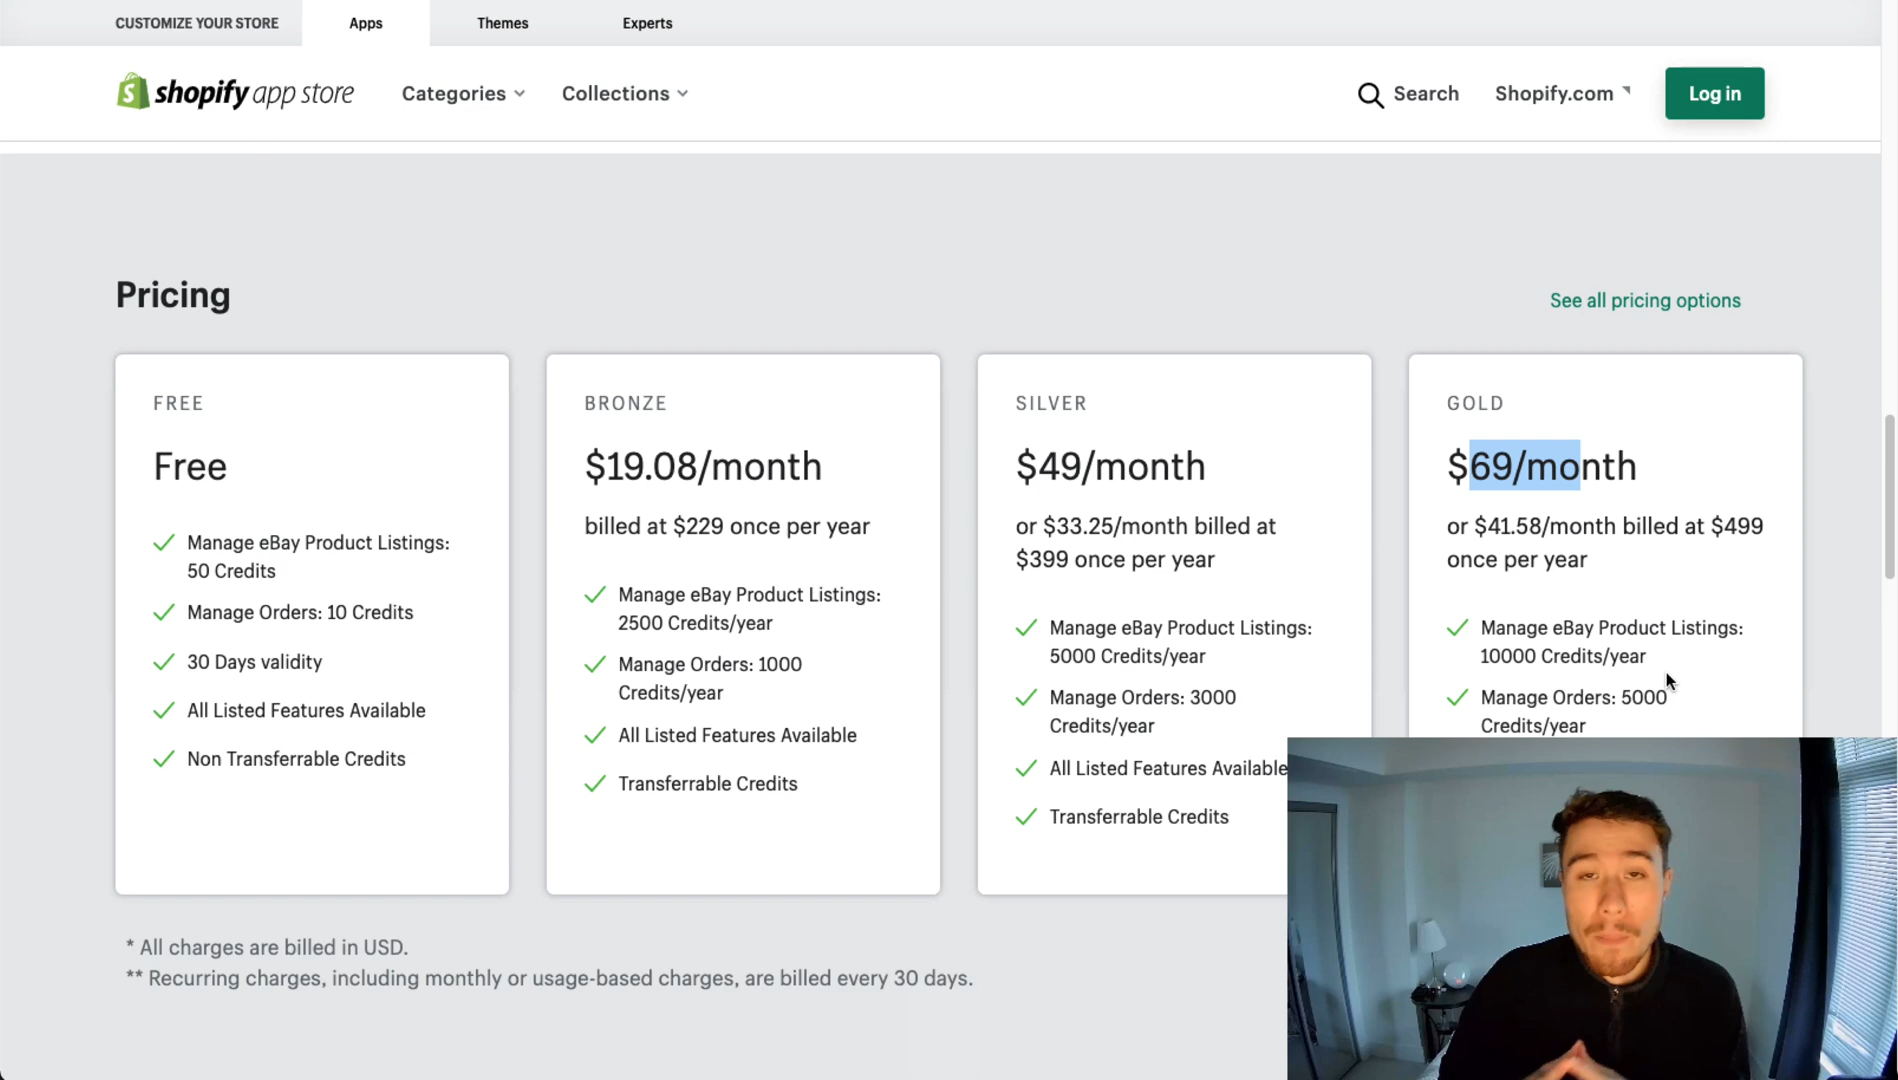 CUSTOMIZE YOUR STORE
Apps
Themes
Experts
shopify app store
Categories
Collections
Search
Shopify.com
Log in
Pricing
See all pricing options
FREE
Free
Manage eBay Product Listings:
50 Credits
Manage Orders: 10 Credits
30 Days validity
All Listed Features Available
Non Transferrable Credits
BRONZE
$19.08/month
billed at $229 once per year
Manage eBay Product Listings:
2500 Credits/year
Manage Orders: 1000
Credits/year
All Listed Features Available
Transferrable Credits
SILVER
$49/month
or $33.25/month billed at
$399 once per year
Manage eBay Product Listings:
5000 Credits/year
Manage Orders: 3000
Credits/year
All Listed Features Available
Transferrable Credits
GOLD
$69/month
or $41.58/month billed at $499
once per year
Manage eBay Product Listings:
10000 Credits/year
Manage Orders: 5000
Credits/year
* All charges are billed in USD.
** Recurring charges, including monthly or usage-based charges, are billed every 30 days.